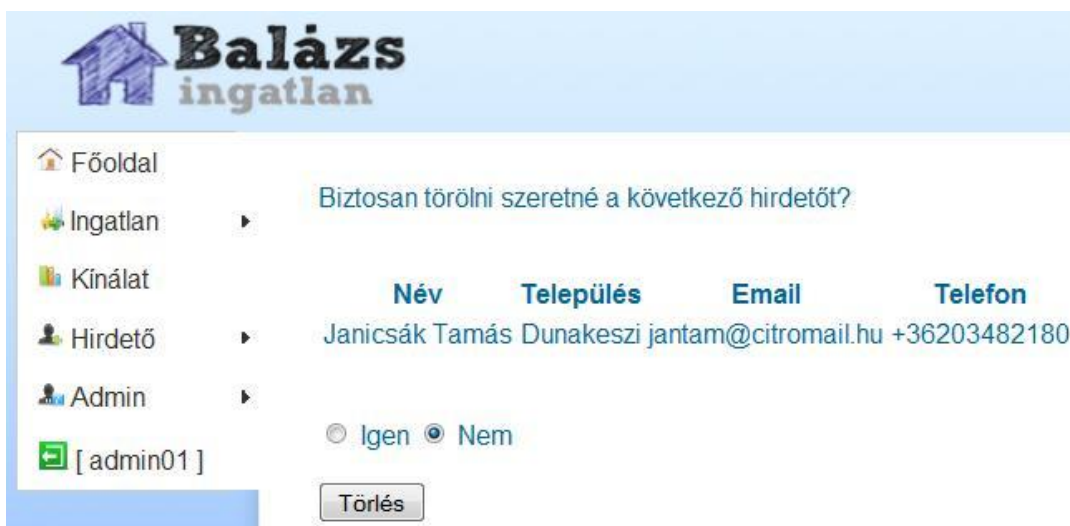 Balázs
ingatlan
Főoldal
Ingatlan
Kínálat
Hirdető
Admin
[ admin01 ]
Biztosan törölni szeretné a következő hirdetőt?
Név Település Email Telefon
Janicsák Tamás Dunakeszi jantam@citromail.hu +36203482180
Igen Nem
Törlés